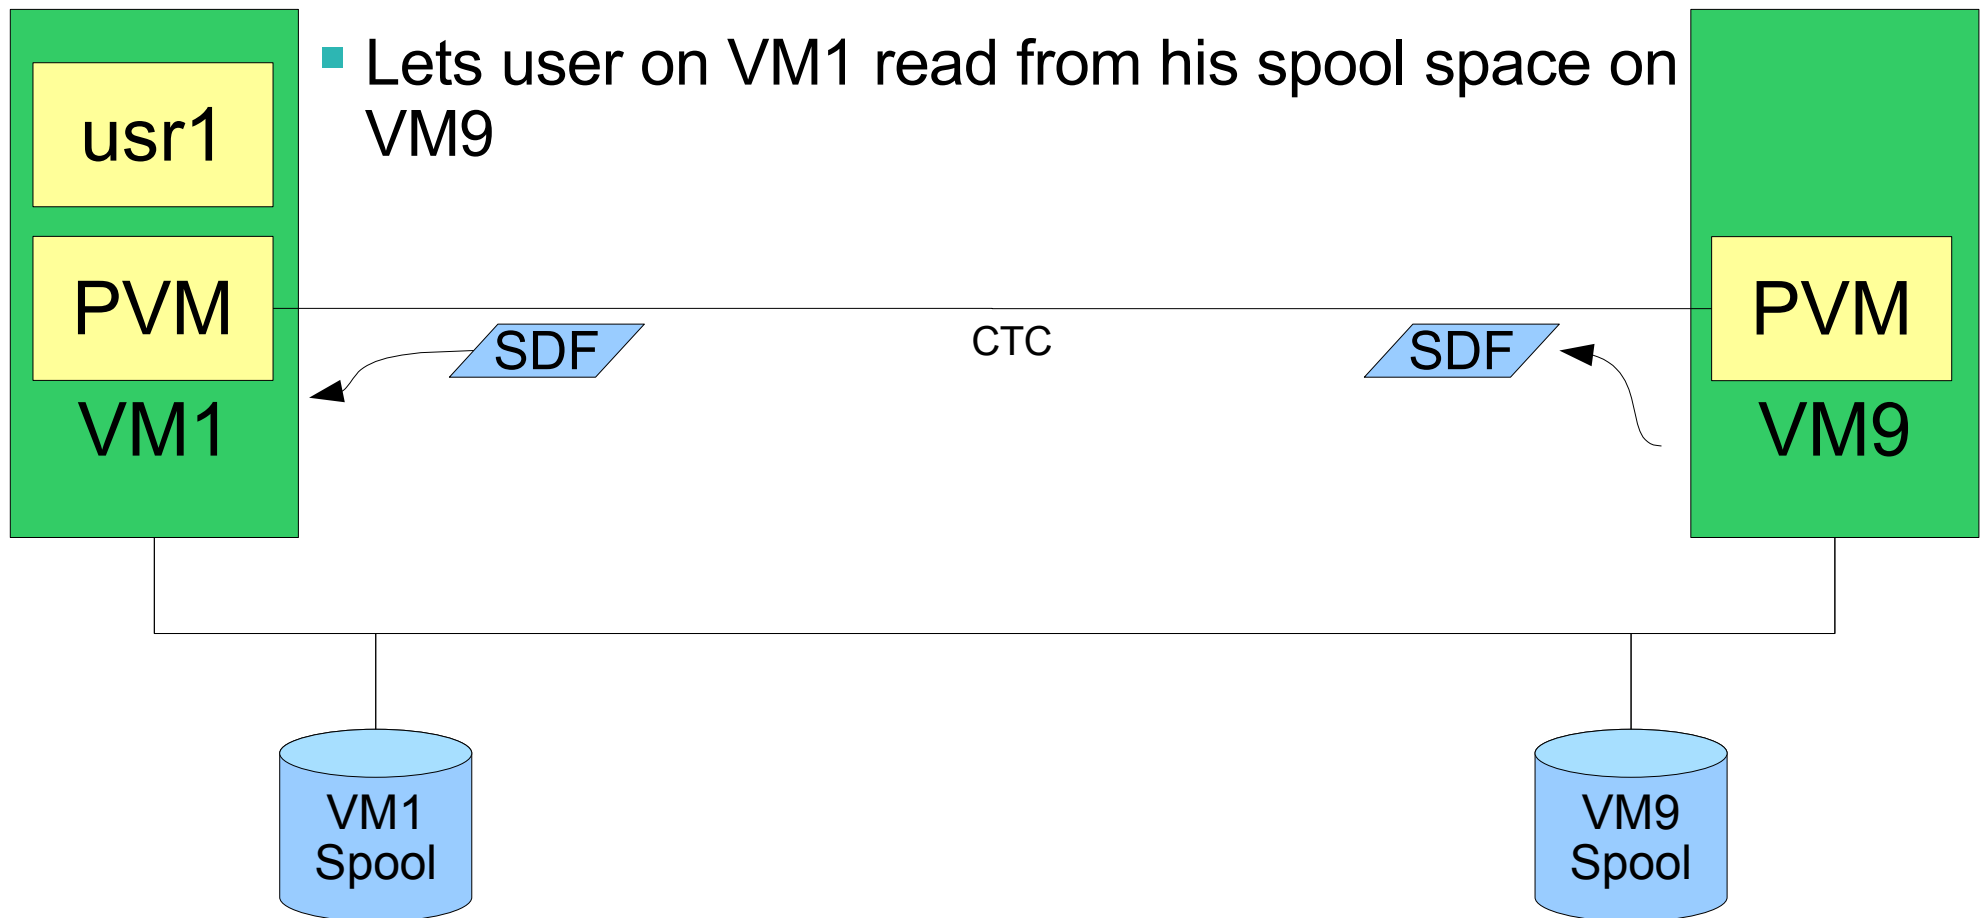 Lets user on VM1 read from his spool space on
VM9
usr1
PVM
VM1
SDF
CTC
SDF
PVM
VM9
VM1
Spool
VM9
Spool